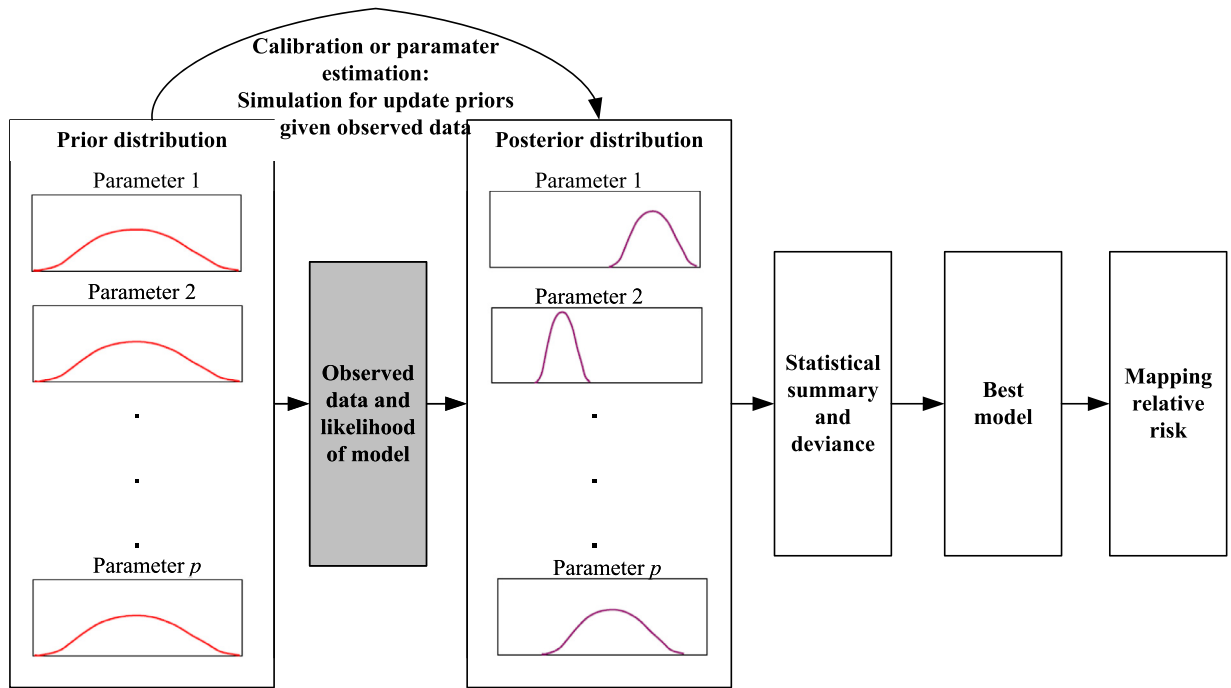 Calibration or paramater
estimation:
Simulation for update priors
given observed data
Prior distribution
Parameter 1
Parameter 2
.
.
.
Parameter p
Observed
data and
likelihood
of model
Posterior distribution
Parameter 1
Parameter 2
.
.
.
Parameter p
Statistical
summary
and
deviance
Best
model
Mapping
relative
risk